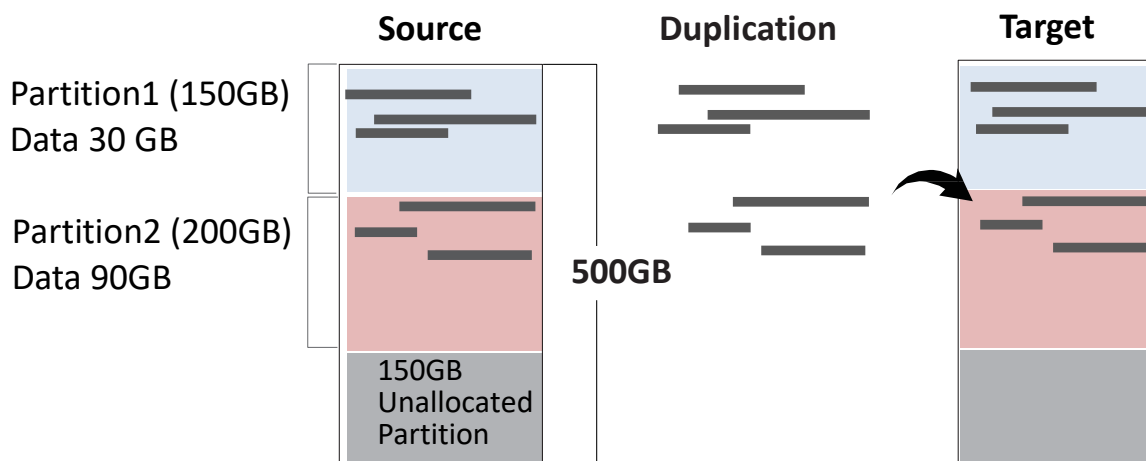 Source
Duplication
Target
Partition1 (150GB)
Data 30 GB
Partition2 (200GB)
Data 90GB
500GB
150GB
Unallocated
Partition